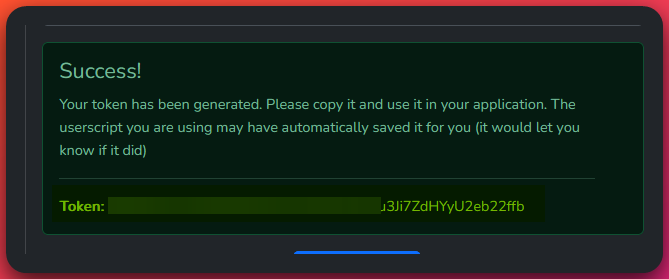 Success!
Your token has been generated. Please copy it and use it in your application. The
userscript you are using may have automatically saved it for you (it would let you
know if it did)
Token: u3Ji7ZdHYyU2eb22ffb